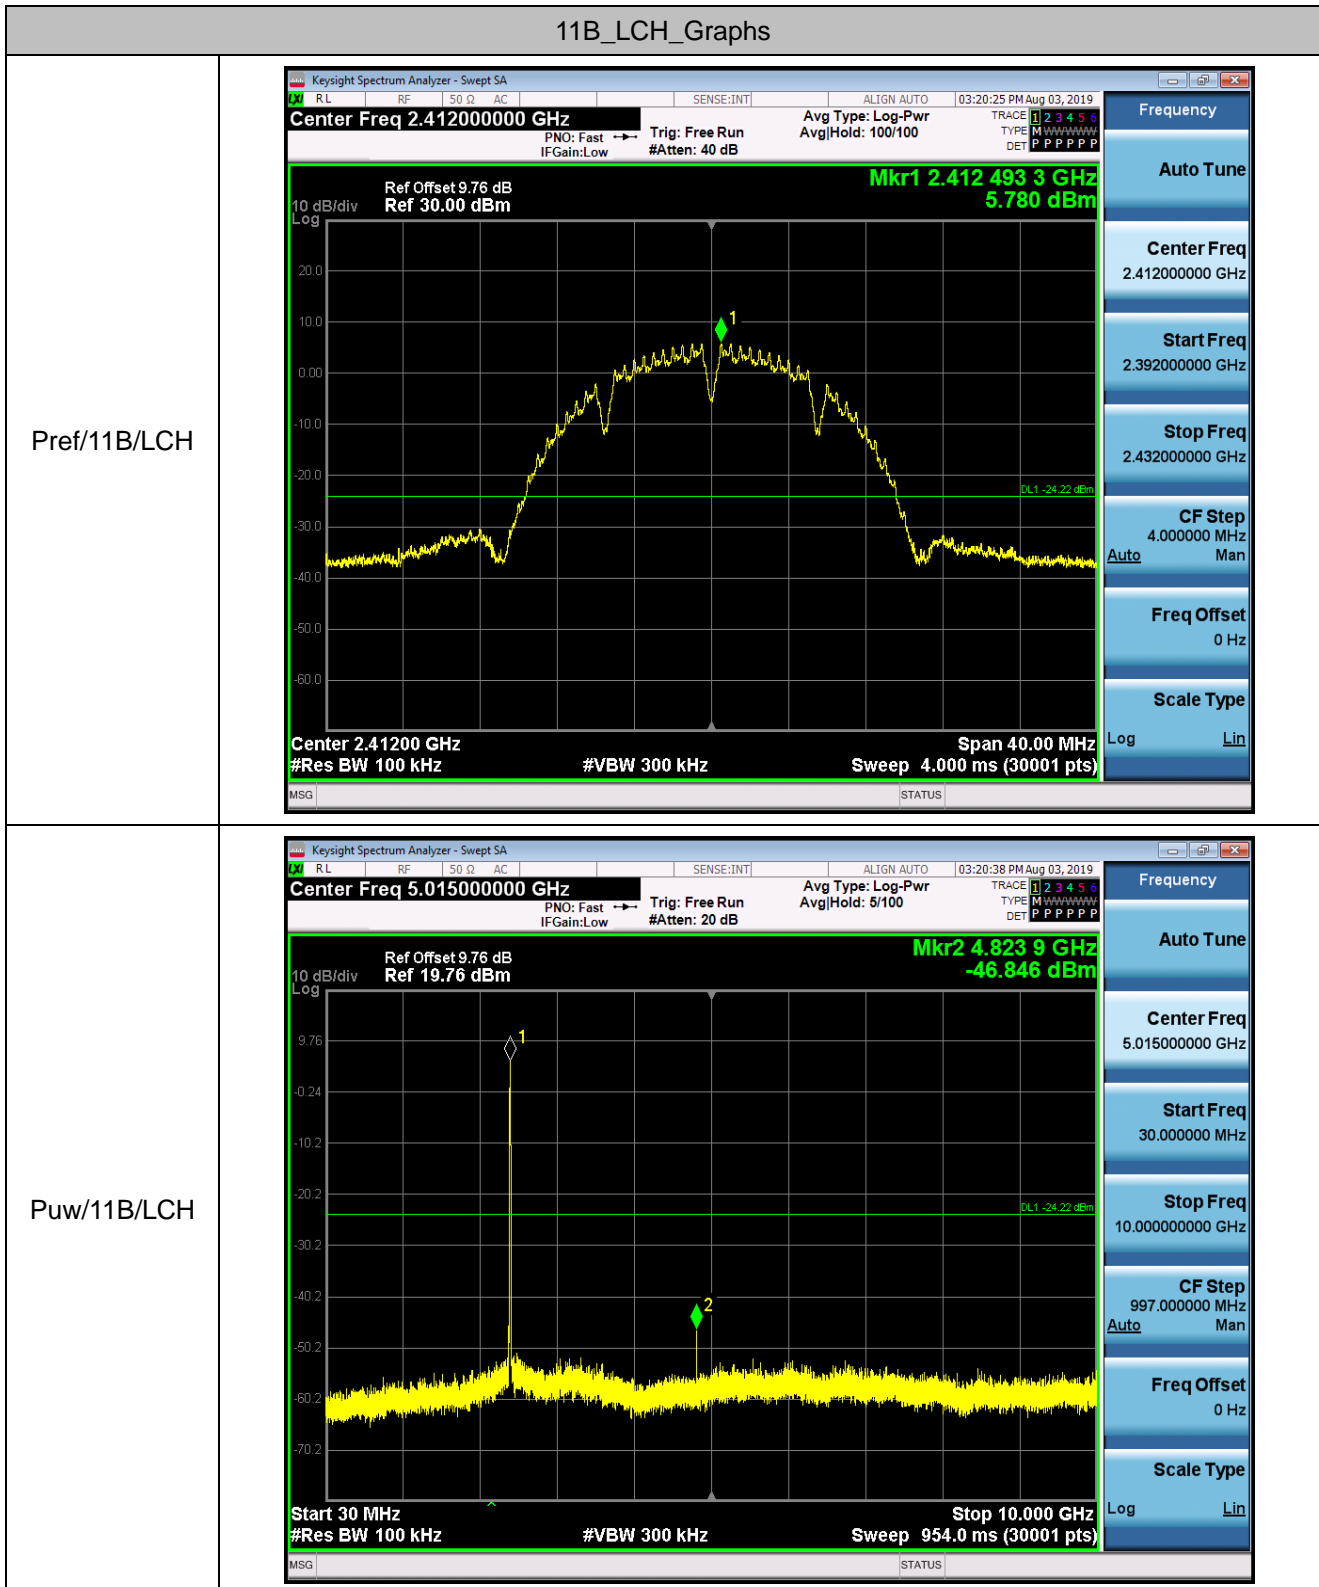 11B_LCH_Graphs
Pref/11B/LCH
Keysight Spectrum Analyzer - Swept SA
LXI RL RF 50 Ω AC SENSE:INT ALIGN AUTO 03:20:25 PM Aug 03, 2019
Center Freq 2.412000000 GHz
PNO: Fast
IFGain:Low
Trig: Free Run
#Atten: 40 dB
Avg Type: Log-Pwr
Avg|Hold: 100/100
TRACE 1 2 3 4 5 6
TYPE M WWWWW
DET P P P P P P
Mkr1 2.412 493 3 GHz
5.780 dBm
Ref Offset 9.76 dB
10 dB/div Ref 30.00 dBm
Log
1
20.0
10.0
0.00
-10.0
-20.0
DL1 -24.22 dBm
-30.0
-40.0
-50.0
-60.0
Center 2.41200 GHz Span 40.00 MHz
#Res BW 100 kHz #VBW 300 kHz Sweep 4.000 ms (30001 pts)
MSG STATUS
Frequency
Auto Tune
Center Freq
2.412000000 GHz
Start Freq
2.392000000 GHz
Stop Freq
2.432000000 GHz
CF Step
4.000000 MHz
Auto Man
Freq Offset
0 Hz
Scale Type
Log Lin
Puw/11B/LCH
Keysight Spectrum Analyzer - Swept SA
LXI RL RF 50 Ω AC SENSE:INT ALIGN AUTO 03:20:38 PM Aug 03, 2019
Center Freq 5.015000000 GHz
PNO: Fast
IFGain:Low
Trig: Free Run
#Atten: 20 dB
Avg Type: Log-Pwr
Avg|Hold: 5/100
TRACE 1 2 3 4 5 6
TYPE M WWWWW
DET P P P P P P
Mkr2 4.823 9 GHz
-46.846 dBm
Ref Offset 9.76 dB
10 dB/div Ref 19.76 dBm
Log
1
9.76
-0.24
-10.2
-20.2
DL1 -24.22 dBm
-30.2
-40.2
2
-50.2
-60.2
-70.2
Start 30 MHz Stop 10.000 GHz
#Res BW 100 kHz #VBW 300 kHz Sweep 954.0 ms (30001 pts)
MSG STATUS
Frequency
Auto Tune
Center Freq
5.015000000 GHz
Start Freq
30.000000 MHz
Stop Freq
10.000000000 GHz
CF Step
997.000000 MHz
Auto Man
Freq Offset
0 Hz
Scale Type
Log Lin